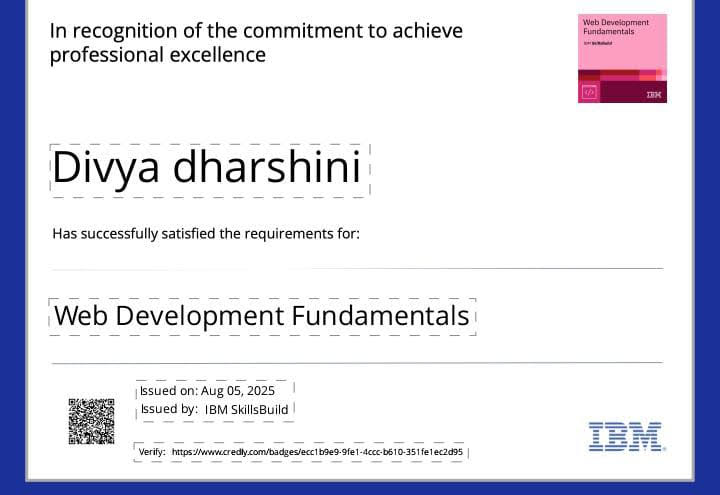 In recognition of the commitment to achieve
professional excellence
Web Development
Fundamentals
IBM SkillsBuild
</>
IBM
Divya dharshini
Has successfully satisfied the requirements for:
Web Development Fundamentals
Issued on: Aug 05, 2025
Issued by: IBM SkillsBuild
Verify: https://www.credly.com/badges/ecc1b9e9-9fe1-4ccc-b610-351fe1ec2d95
IBM